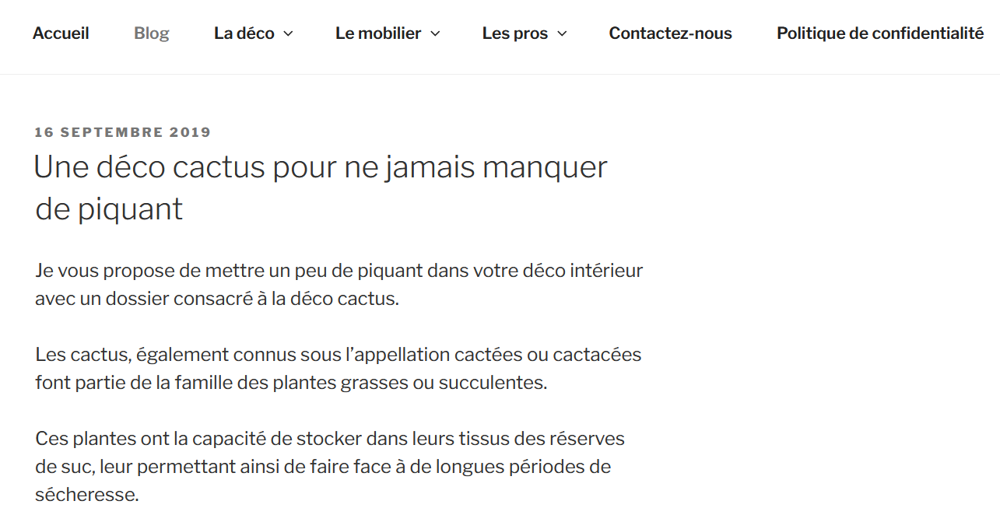 Accueil Blog La déco Le mobilier Les pros Contactez-nous Politique de confidentialité
16 SEPTEMBRE 2019
Une déco cactus pour ne jamais manquer
de piquant
Je vous propose de mettre un peu de piquant dans votre déco intérieur
avec un dossier consacré à la déco cactus.
Les cactus, également connus sous l’appellation cactées ou cactacées
font partie de la famille des plantes grasses ou succulentes.
Ces plantes ont la capacité de stocker dans leurs tissus des réserves
de suc, leur permettant ainsi de faire face à de longues périodes de
sécheresse.